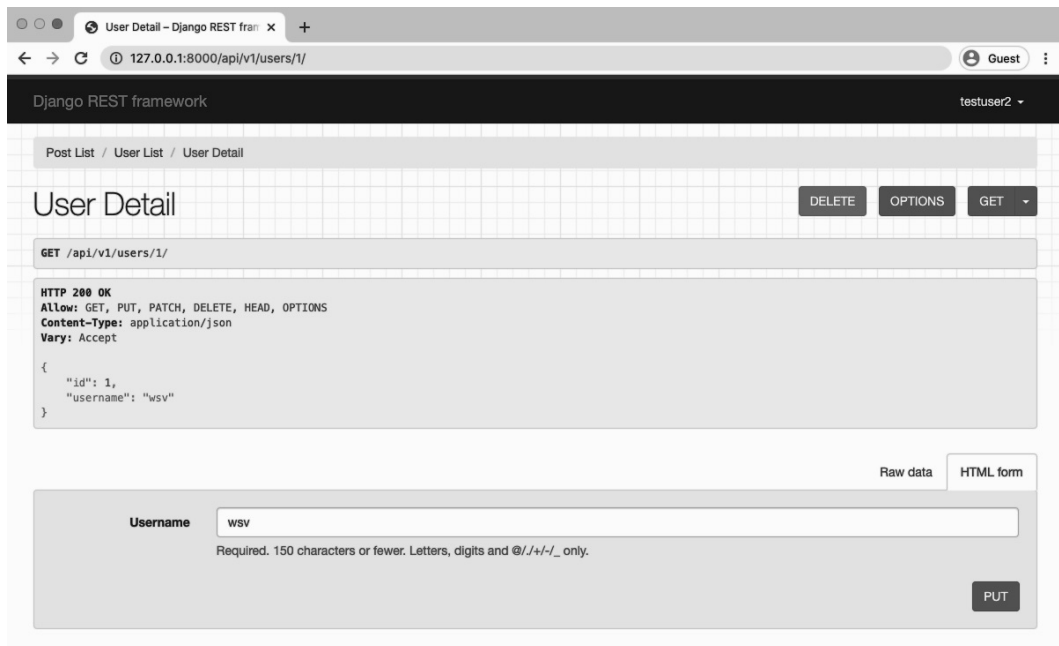 User Detail – Django REST fram
127.0.0.1:8000/api/v1/users/1/
Guest
Django REST framework
testuser2
Post List / User List / User Detail
User Detail
DELETE
OPTIONS
GET
GET /api/v1/users/1/
HTTP 200 OK
Allow: GET, PUT, PATCH, DELETE, HEAD, OPTIONS
Content-Type: application/json
Vary: Accept
{
"id": 1,
"username": "wsv"
}
Raw data
HTML form
Username
wsv
Required. 150 characters or fewer. Letters, digits and @/./+/-/_ only.
PUT